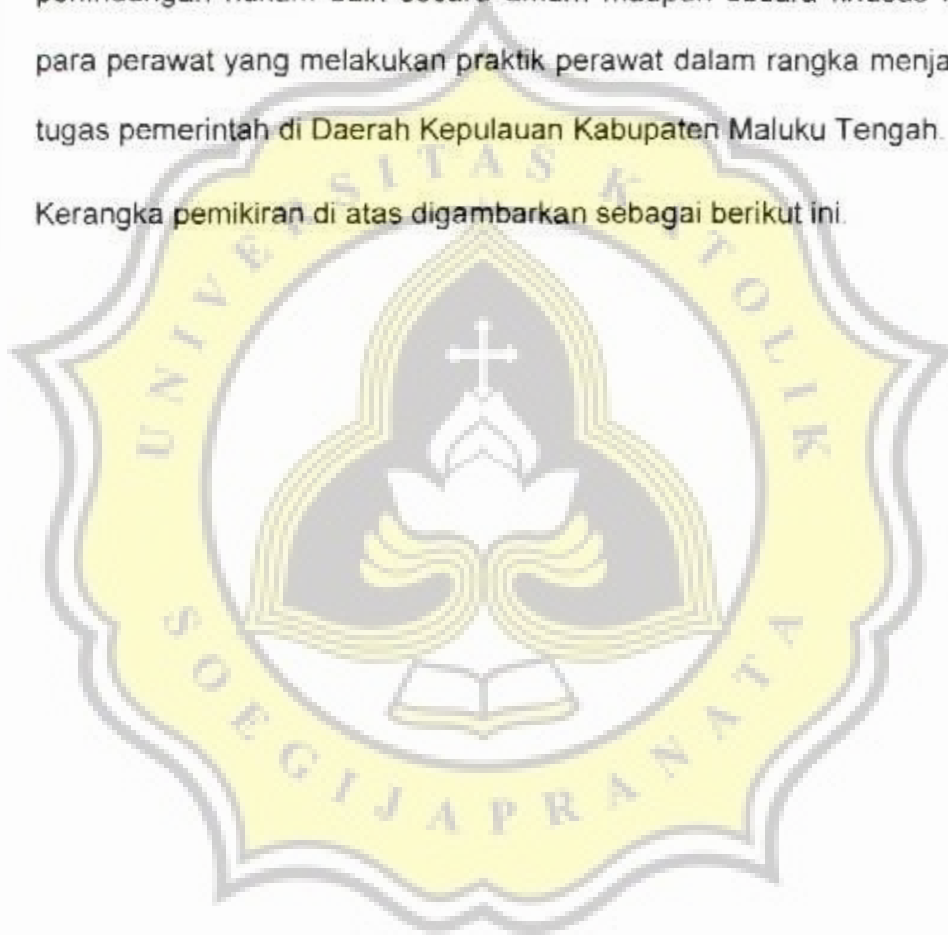 para perawat yang melakukan praktik perawat dalam rangka
tugas pemerintah di Daerah Kepulauan Kabupaten Maluku Tengah.
Kerangka pemikiran di atas digambarkan sebagai berikut ini.
UNIVERSITAS KATOLIK
SOEGIJAPRANATA